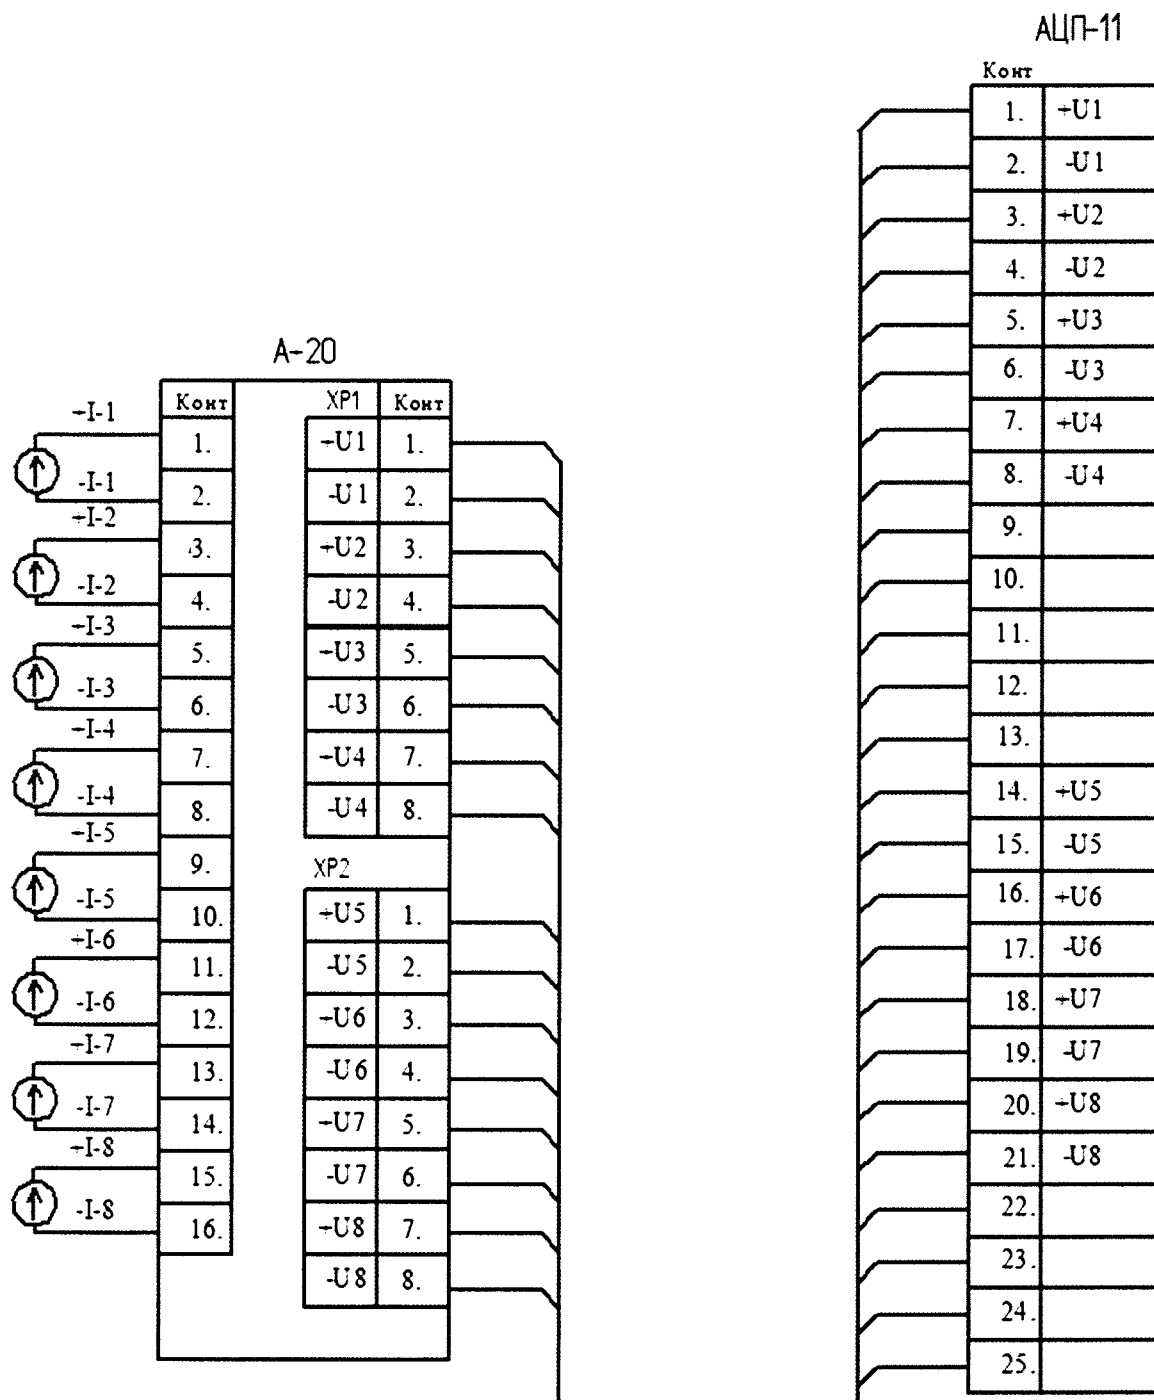 АЦП-11
Конт
1. +U1
2. -U1
3. +U2
4. -U2
5. +U3
6. -U3
7. +U4
8. -U4
9.
10.
11.
12.
13.
14. +U5
15. -U5
16. +U6
17. -U6
18. +U7
19. -U7
20. +U8
21. -U8
22.
23.
24.
25.
А-20
Конт
+I-1
1.
-I-1
2.
+I-2
3.
-I-2
4.
+I-3
5.
-I-3
6.
+I-4
7.
-I-4
8.
+I-5
9.
-I-5
10.
+I-6
11.
-I-6
12.
+I-7
13.
-I-7
14.
+I-8
15.
-I-8
16.
XP1 Конт
+U1 1.
-U1 2.
+U2 3.
-U2 4.
+U3 5.
-U3 6.
+U4 7.
-U4 8.
XP2
+U5 1.
-U5 2.
+U6 3.
-U6 4.
+U7 5.
-U7 6.
+U8 7.
-U8 8.